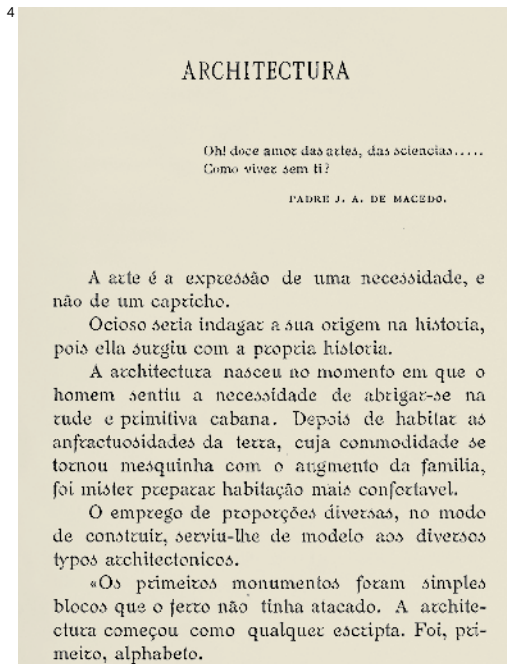 4
ARCHITECTURA
Oh! doce amor das artes, das sciencias.....
Como viver sem ti?
PADRE J. A. DE MACEDO.
A arte é a expressão de uma necessidade, e
não de um capricho.
Ocioso seria indagar a sua origem na historia,
pois ella surgiu com a propria historia.
A architectura nasceu no momento em que o
homem sentiu a necessidade de abrigar-se na
rude e primitiva cabana. Depois de habitar as
anfractuosidades da terra, cuja commodidade se
tornou mesquinha com o augmento da familia,
foi mister preparar habitação mais confortavel.
O emprego de proporções diversas, no modo
de construir, serviu-lhe de modelo aos diversos
typos architectonicos.
«Os primeiros monumentos foram simples
blocos que o ferro não tinha atacado. A archite-
ctura começou como qualquer escripta. Foi, pri-
meiro, alphabeto.